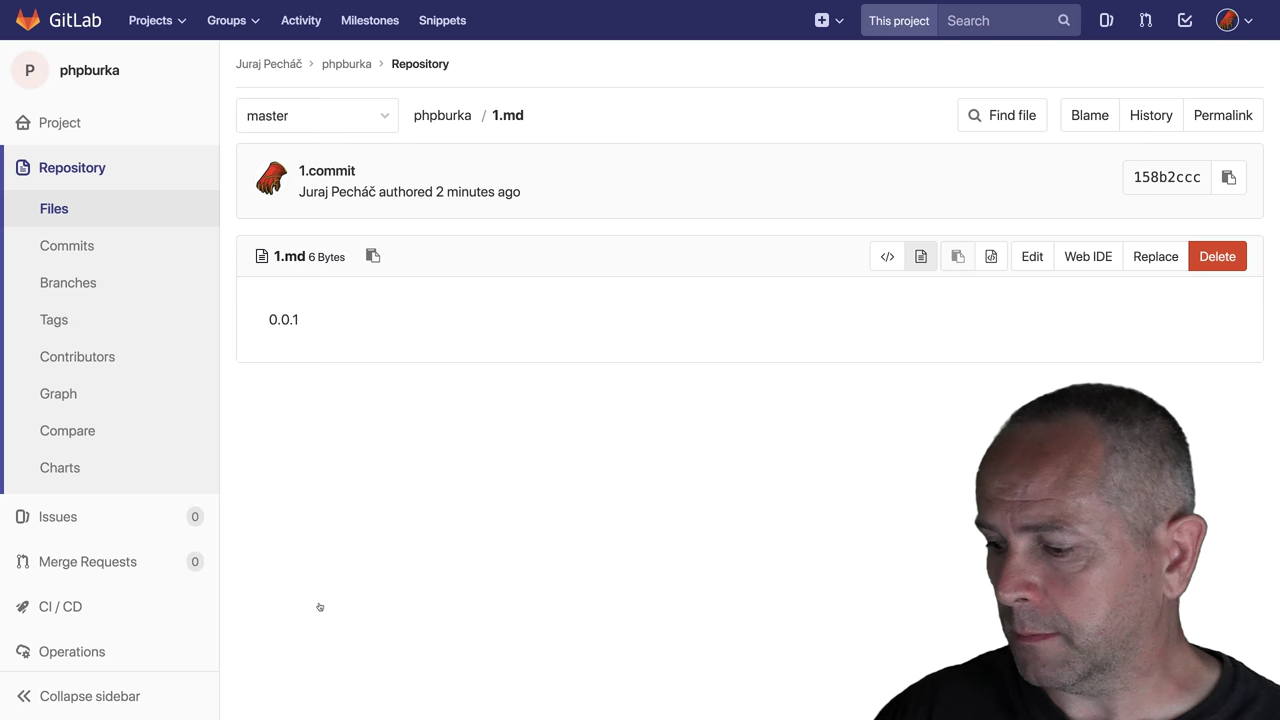 GitLab Projects Groups Activity Milestones Snippets This project Search
P phpburka
Juraj Pecháč > phpburka > Repository
master phpburka / 1.md Find file Blame History Permalink
1.commit
Juraj Pecháč authored 2 minutes ago
158b2ccc
1.md 6 Bytes </> Edit Web IDE Replace Delete
0.0.1
Project
Repository
Files
Commits
Branches
Tags
Contributors
Graph
Compare
Charts
Issues 0
Merge Requests 0
CI / CD
Operations
Collapse sidebar